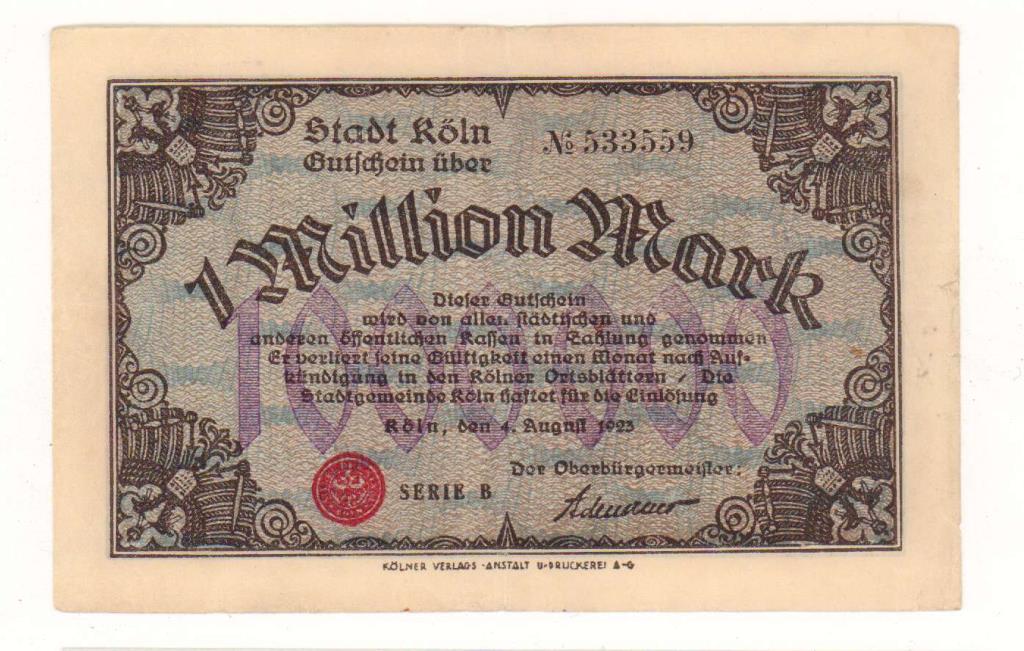 Stadt Köln
Gutschein über
№ 533559
1 Million Mark
1000000
Dieser Gutschein
wird von allen städtischen und
anderen öffentlichen Kassen in Zahlung genommen
Er verliert seine Gültigkeit einen Monat nach Auf-
kündigung in den Kölner Ortsblättern / Die
Stadtgemeinde Köln haftet für die Einlösung
Köln, den 4. August 1923
Der Oberbürgermeister:
SERIE B
Adenauer
KÖLNER VERLAGS-ANSTALT U-DRUCKEREI A-G